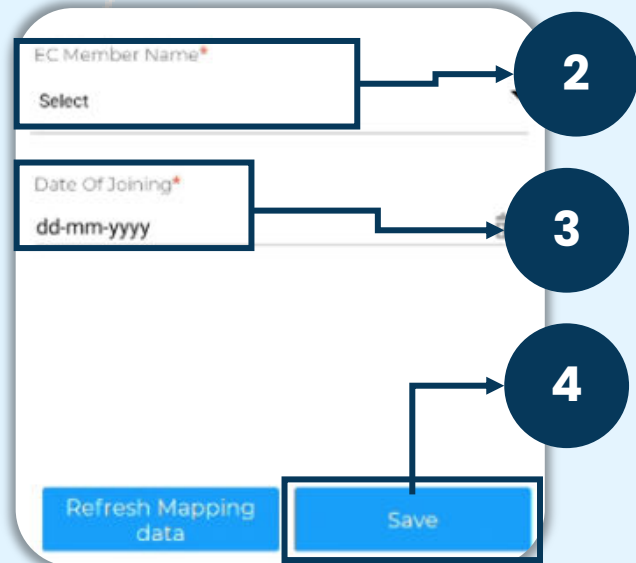 EC Member Name*
Select
2
Date Of Joining*
dd-mm-yyyy
3
4
Refresh Mapping
data
Save